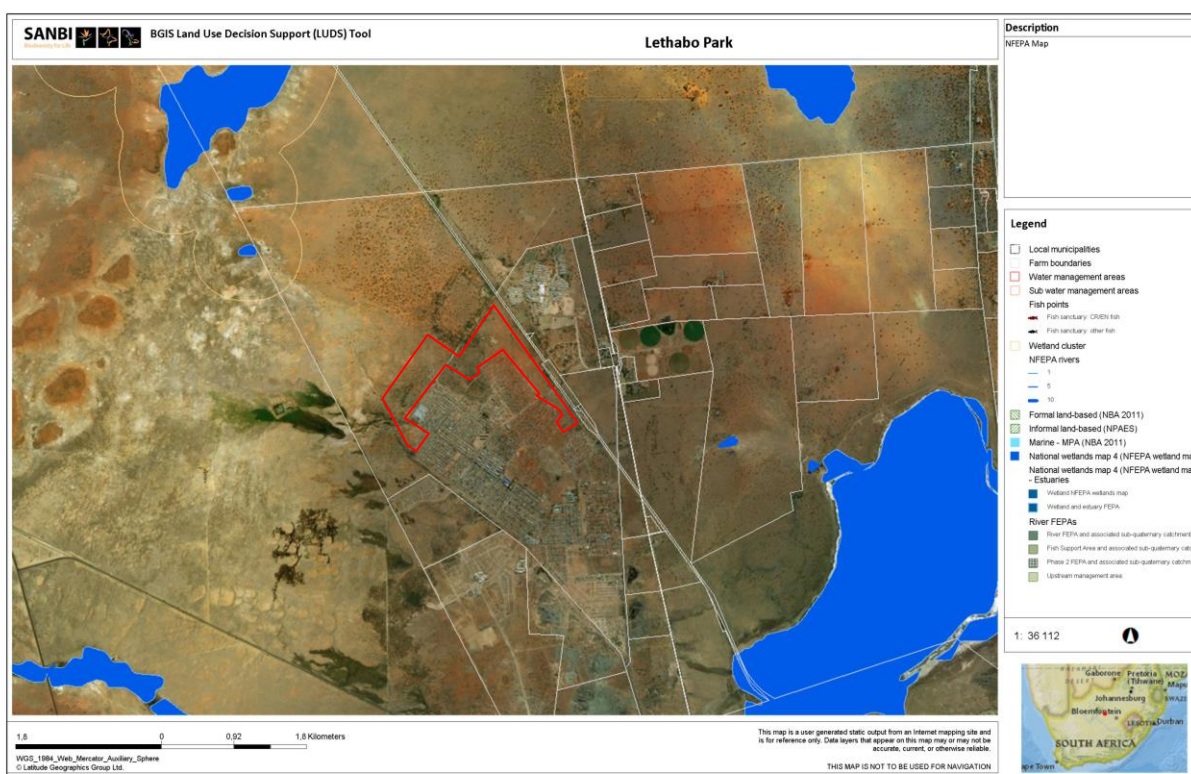 SANBI
Biodiversity for Life
BGIS Land Use Decision Support (LUDS) Tool
Lethabo Park
Description
NFEPA Map
Legend
Local municipalities
Farm boundaries
Water management areas
Sub water management areas
Fish points
Fish sanctuary: CR/EN fish
Fish sanctuary: other fish
Wetland cluster
NFEPA rivers
1
5
10
Formal land-based (NBA 2011)
Informal land-based (NPAES)
Marine - MPA (NBA 2011)
National wetlands map 4 (NFEPA wetland ma
National wetlands map 4 (NFEPA wetland ma
- Estuaries
Wetland NFEPA wetlands map
Wetland and estuary FEPA
River FEPAs
River FEPA and associated sub-quaternary catchment
Fish Support Area and associated sub-quaternary catc
Phase 2 FEPA and associated sub-quaternary catchm
Upstream management area
1: 36 112
Gaborone Pretoria MOZ
(Tshwane) Mapu
Johannesburg SWAZI
Bloemfontein
LESOTHO Durban
SOUTH AFRICA
ape Town
1,8 0 0,92 1,8 Kilometers
WGS_1984_Web_Mercator_Auxiliary_Sphere
© Latitude Geographics Group Ltd.
This map is a user generated static output from an Internet mapping site and
is for reference only. Data layers that appear on this map may or may not be
accurate, current, or otherwise reliable.
THIS MAP IS NOT TO BE USED FOR NAVIGATION